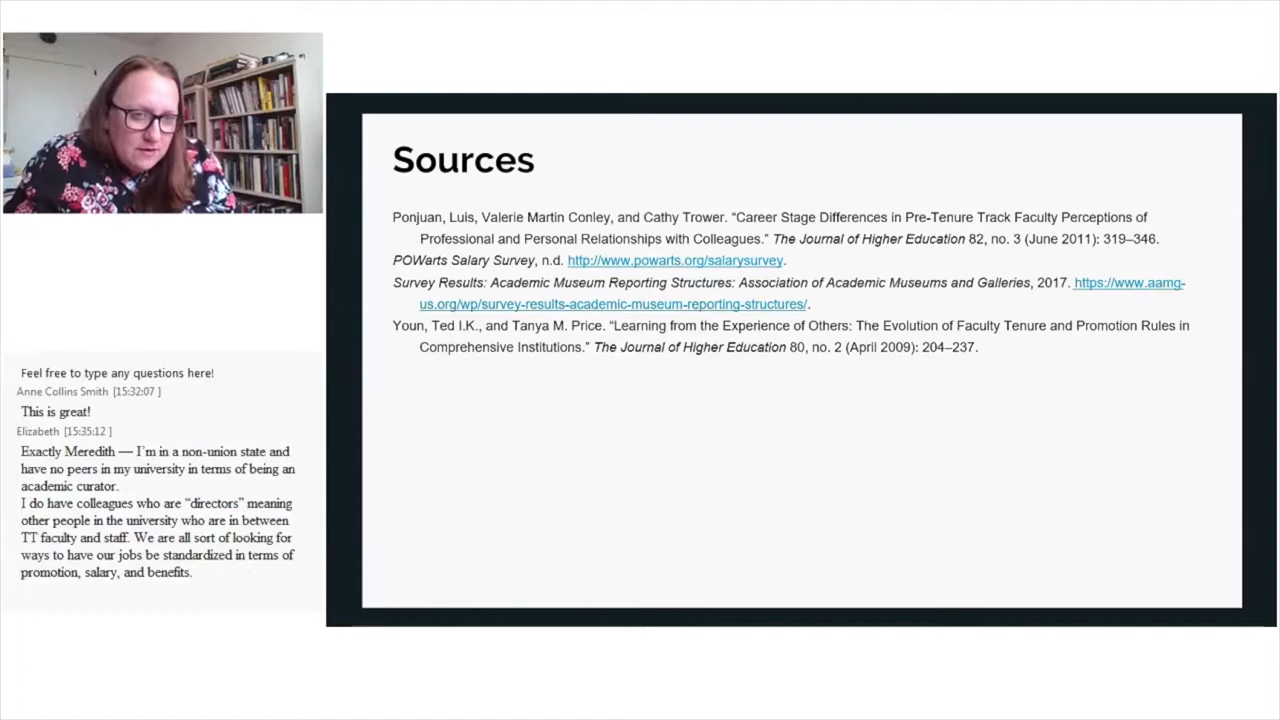 Sources
Ponjuan, Luis, Valerie Martin Conley, and Cathy Trower. “Career Stage Differences in Pre-Tenure Track Faculty Perceptions of
Professional and Personal Relationships with Colleagues.” The Journal of Higher Education 82, no. 3 (June 2011): 319–346.
POWarts Salary Survey, n.d. http://www.powarts.org/salarysurvey.
Survey Results: Academic Museum Reporting Structures: Association of Academic Museums and Galleries, 2017. https://www.aamg-
us.org/wp/survey-results-academic-museum-reporting-structures/.
Youn, Ted I.K., and Tanya M. Price. “Learning from the Experience of Others: The Evolution of Faculty Tenure and Promotion Rules in
Comprehensive Institutions.” The Journal of Higher Education 80, no. 2 (April 2009): 204–237.
Feel free to type any questions here!
Anne Collins Smith [15:32:07 ]
This is great!
Elizabeth [15:35:12 ]
Exactly Meredith — I’m in a non-union state and
have no peers in my university in terms of being an
academic curator.
I do have colleagues who are “directors” meaning
other people in the university who are in between
TT faculty and staff. We are all sort of looking for
ways to have our jobs be standardized in terms of
promotion, salary, and benefits.